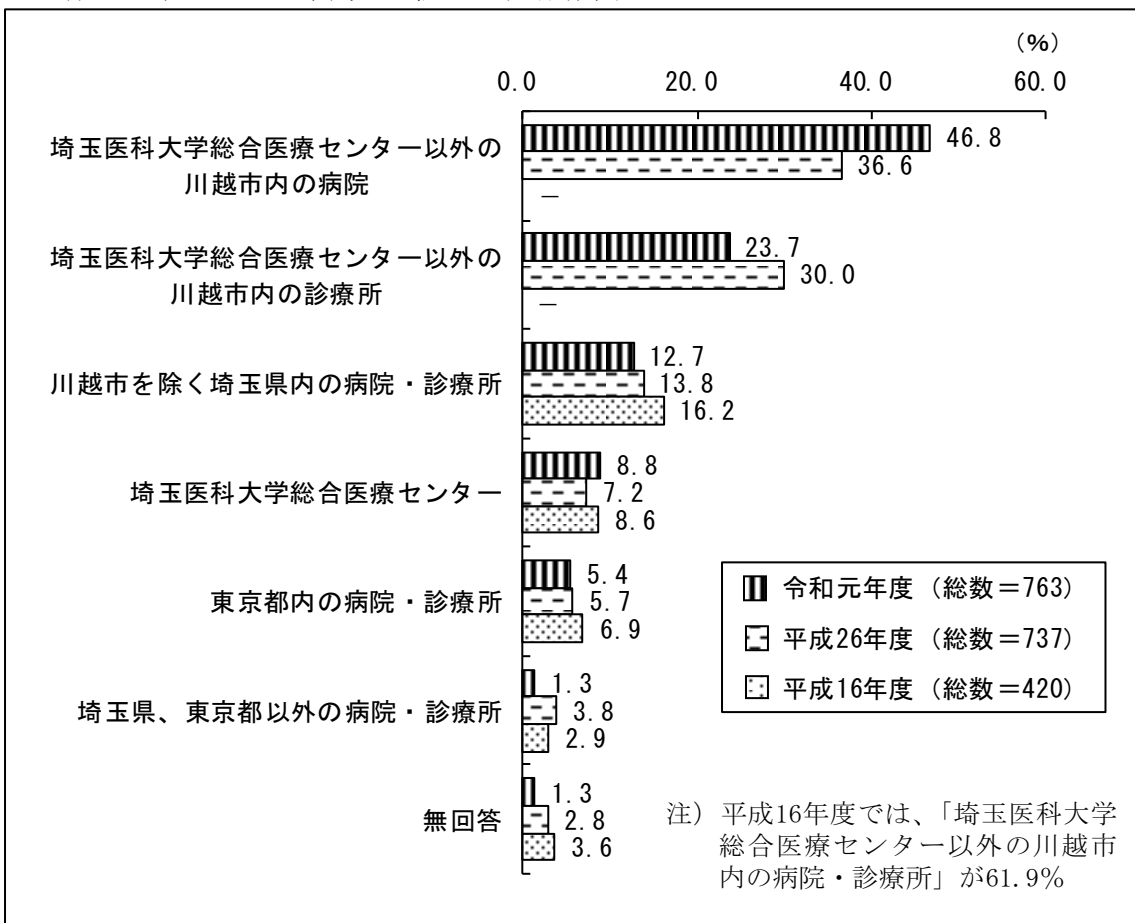 (%)
0.0 20.0 40.0 60.0
埼玉医科大学総合医療センター以外の
川越市内の病院
46.8
36.6
－
埼玉医科大学総合医療センター以外の
川越市内の診療所
23.7
30.0
－
川越市を除く埼玉県内の病院・診療所
12.7
13.8
16.2
埼玉医科大学総合医療センター
8.8
7.2
8.6
東京都内の病院・診療所
5.4
5.7
6.9
埼玉県、東京都以外の病院・診療所
1.3
3.8
2.9
無回答
1.3
2.8
3.6
令和元年度（総数＝763）
平成26年度（総数＝737）
平成16年度（総数＝420）
注）平成16年度では、「埼玉医科大学
総合医療センター以外の川越市
内の病院・診療所」が61.9％